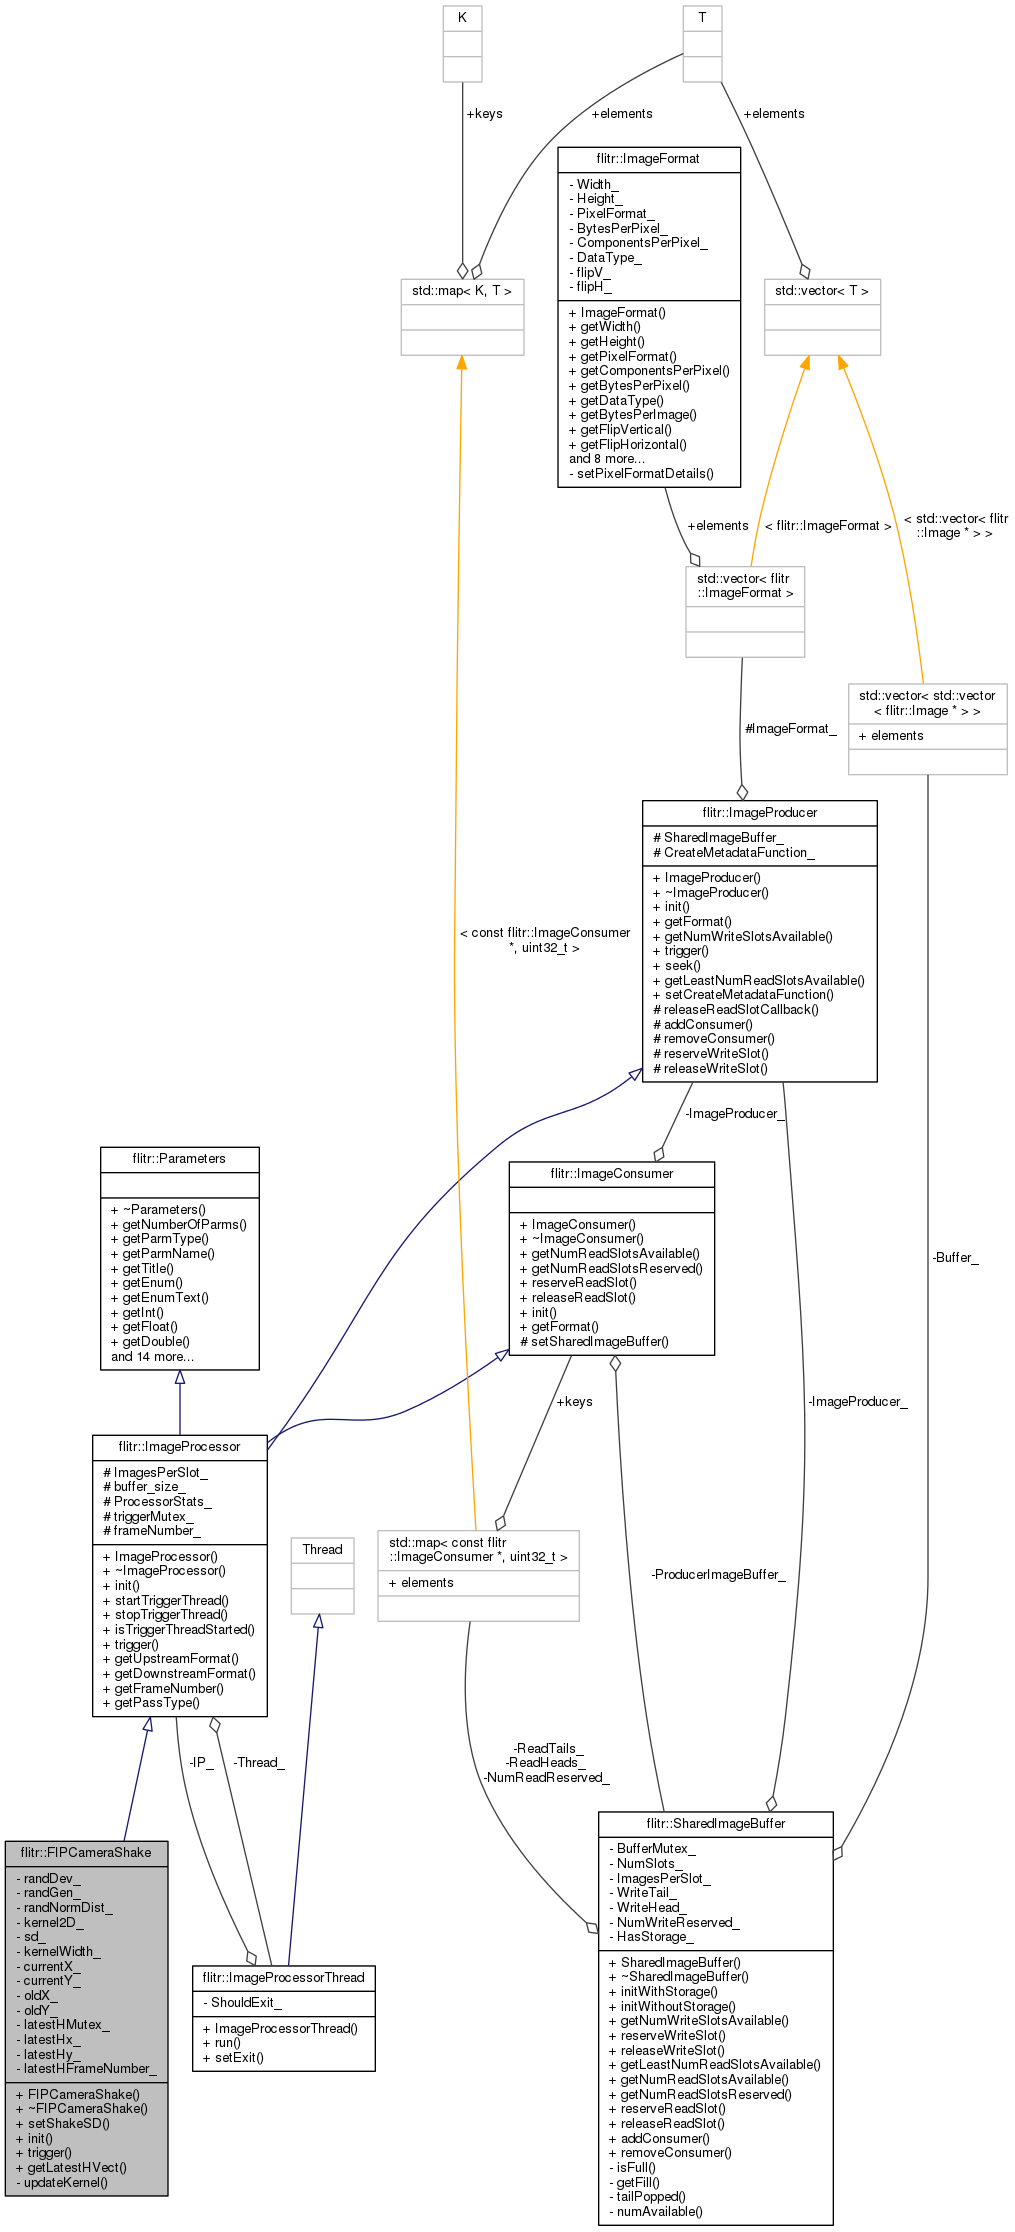 K
T
+keys
+elements
+elements
flitr::ImageFormat
- Width_
- Height_
- PixelFormat_
- BytesPerPixel_
- ComponentsPerPixel_
- DataType_
- flipV_
- flipH_
+ ImageFormat()
+ getWidth()
+ getHeight()
+ getPixelFormat()
+ getComponentsPerPixel()
+ getBytesPerPixel()
+ getDataType()
+ getBytesPerImage()
+ getFlipVertical()
+ getFlipHorizontal()
and 8 more...
- setPixelFormatDetails()
std::map< K, T >
std::vector< T >
+elements
< flitr::ImageFormat >
< std::vector< flitr
::Image * > >
std::vector< flitr
::ImageFormat >
std::vector< std::vector
< flitr::Image * > >
+ elements
#ImageFormat_
flitr::ImageProducer
# SharedImageBuffer_
# CreateMetadataFunction_
+ ImageProducer()
+ ~ImageProducer()
+ init()
+ getFormat()
+ getNumWriteSlotsAvailable()
+ trigger()
+ seek()
+ getLeastNumReadSlotsAvailable()
+ setCreateMetadataFunction()
# releaseReadSlotCallback()
# addConsumer()
# removeConsumer()
# reserveWriteSlot()
# releaseWriteSlot()
< const flitr::ImageConsumer
*, uint32_t >
-ImageProducer_
flitr::Parameters
+ ~Parameters()
+ getNumberOfParms()
+ getParmType()
+ getParmName()
+ getTitle()
+ getEnum()
+ getEnumText()
+ getInt()
+ getFloat()
+ getDouble()
and 14 more...
flitr::ImageConsumer
+ ImageConsumer()
+ ~ImageConsumer()
+ getNumReadSlotsAvailable()
+ getNumReadSlotsReserved()
+ reserveReadSlot()
+ releaseReadSlot()
+ init()
+ getFormat()
# setSharedImageBuffer()
-Buffer_
+keys
-ImageProducer_
flitr::ImageProcessor
# ImagesPerSlot_
# buffer_size_
# ProcessorStats_
# triggerMutex_
# frameNumber_
+ ImageProcessor()
+ ~ImageProcessor()
+ init()
+ startTriggerThread()
+ stopTriggerThread()
+ isTriggerThreadStarted()
+ trigger()
+ getUpstreamFormat()
+ getDownstreamFormat()
+ getFrameNumber()
+ getPassType()
Thread
std::map< const flitr
::ImageConsumer *, uint32_t >
+ elements
-ProducerImageBuffer_
-IP_
-Thread_
-ReadTails_
-ReadHeads_
-NumReadReserved_
flitr::FIPCameraShake
- randDev_
- randGen_
- randNormDist_
- kernel2D_
- sd_
- kernelWidth_
- currentX_
- currentY_
- oldX_
- oldY_
- latestHMutex_
- latestHx_
- latestHy_
- latestHFrameNumber_
+ FIPCameraShake()
+ ~FIPCameraShake()
+ setShakeSD()
+ init()
+ trigger()
+ getLatestHVect()
- updateKernel()
flitr::ImageProcessorThread
- ShouldExit_
+ ImageProcessorThread()
+ run()
+ setExit()
flitr::SharedImageBuffer
- BufferMutex_
- NumSlots_
- ImagesPerSlot_
- WriteTail_
- WriteHead_
- NumWriteReserved_
- HasStorage_
+ SharedImageBuffer()
+ ~SharedImageBuffer()
+ initWithStorage()
+ initWithoutStorage()
+ getNumWriteSlotsAvailable()
+ reserveWriteSlot()
+ releaseWriteSlot()
+ getLeastNumReadSlotsAvailable()
+ getNumReadSlotsAvailable()
+ getNumReadSlotsReserved()
+ reserveReadSlot()
+ releaseReadSlot()
+ addConsumer()
+ removeConsumer()
- isFull()
- getFill()
- tailPopped()
- numAvailable()